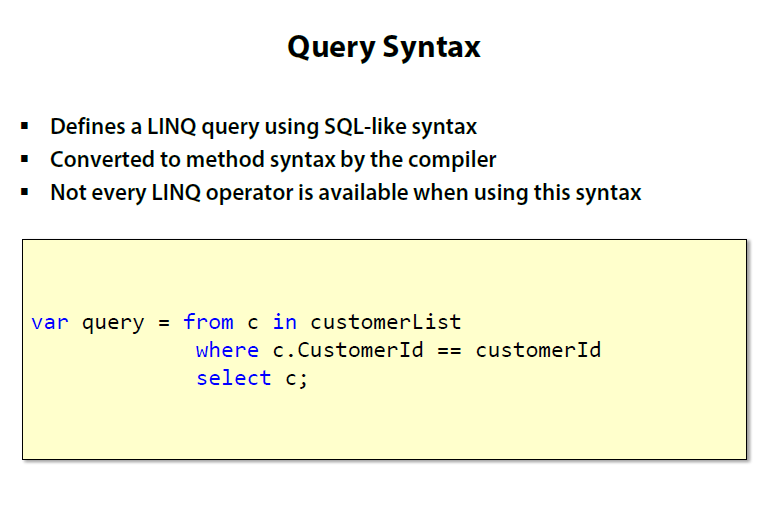 Query Syntax
▪ Defines a LINQ query using SQL-like syntax
▪ Converted to method syntax by the compiler
▪ Not every LINQ operator is available when using this syntax
var query = from c in customerList
where c.CustomerId == customerId
select c;